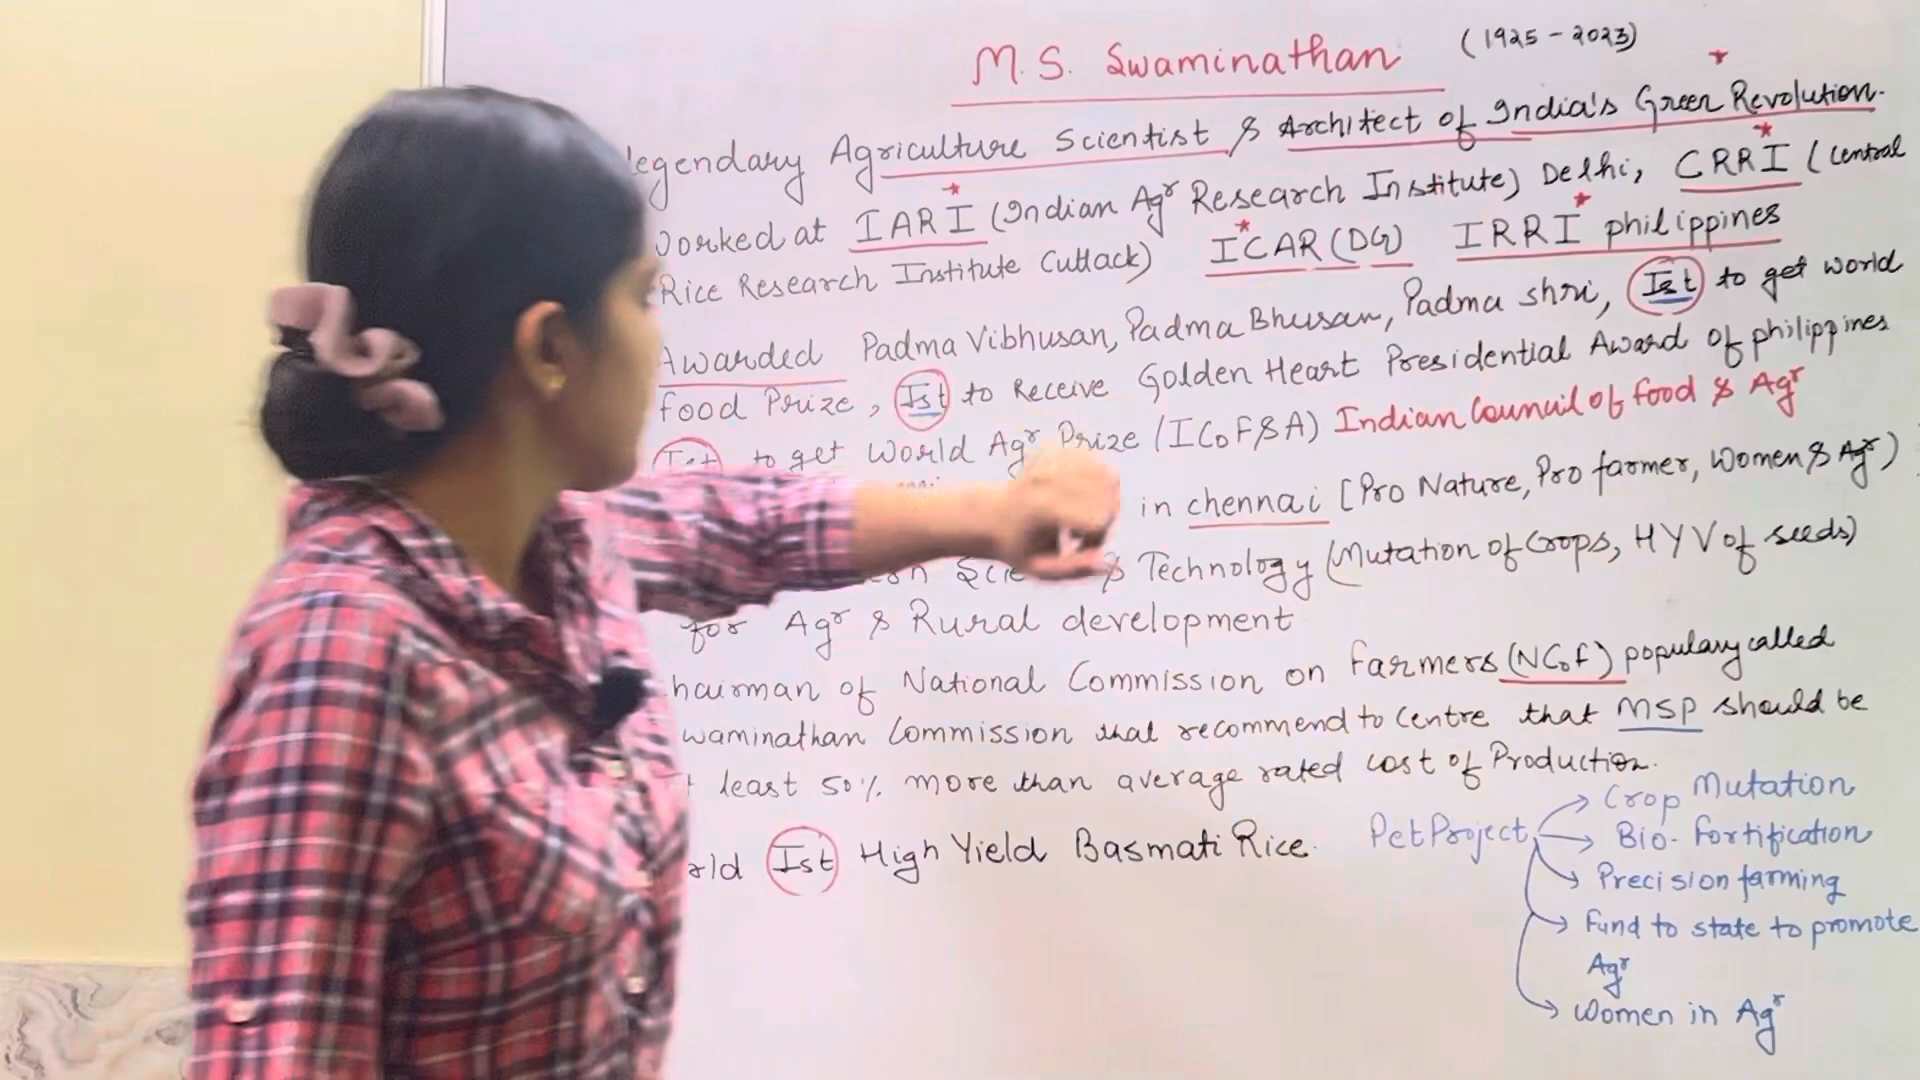 M. S. Swaminathan (1925 - 2023)
legendary Agriculture Scientist & Architect of India's Green Revolution.
Worked at IARI (Indian Agr Research Institute) Delhi, CRRI (Central
Rice Research Institute Cuttack) ICAR (DG) IRRI philippines
Awarded Padma Vibhusan, Padma Bhusan, Padma shri, Ist to get world
food Prize, Ist to Receive Golden Heart Presidential Award of philippines
Ist to get World Agr Prize (ICoF&A) Indian Council of food & Agr
in chennai [Pro Nature, Pro farmer, Women & Agr)
& Technology (Mutation of Crops, HYV of seeds)
for Agr & Rural development
hairman of National Commission on farmers (NCoF) populary called
waminathan Commission that recommend to Centre that MSP should be
t least 50% more than average rated cost of Production.
rld Ist High Yield Basmati Rice.
Pet Project
Crop Mutation
Bio-fortification
Precision farming
Fund to state to promote
Agr
Women in Agr